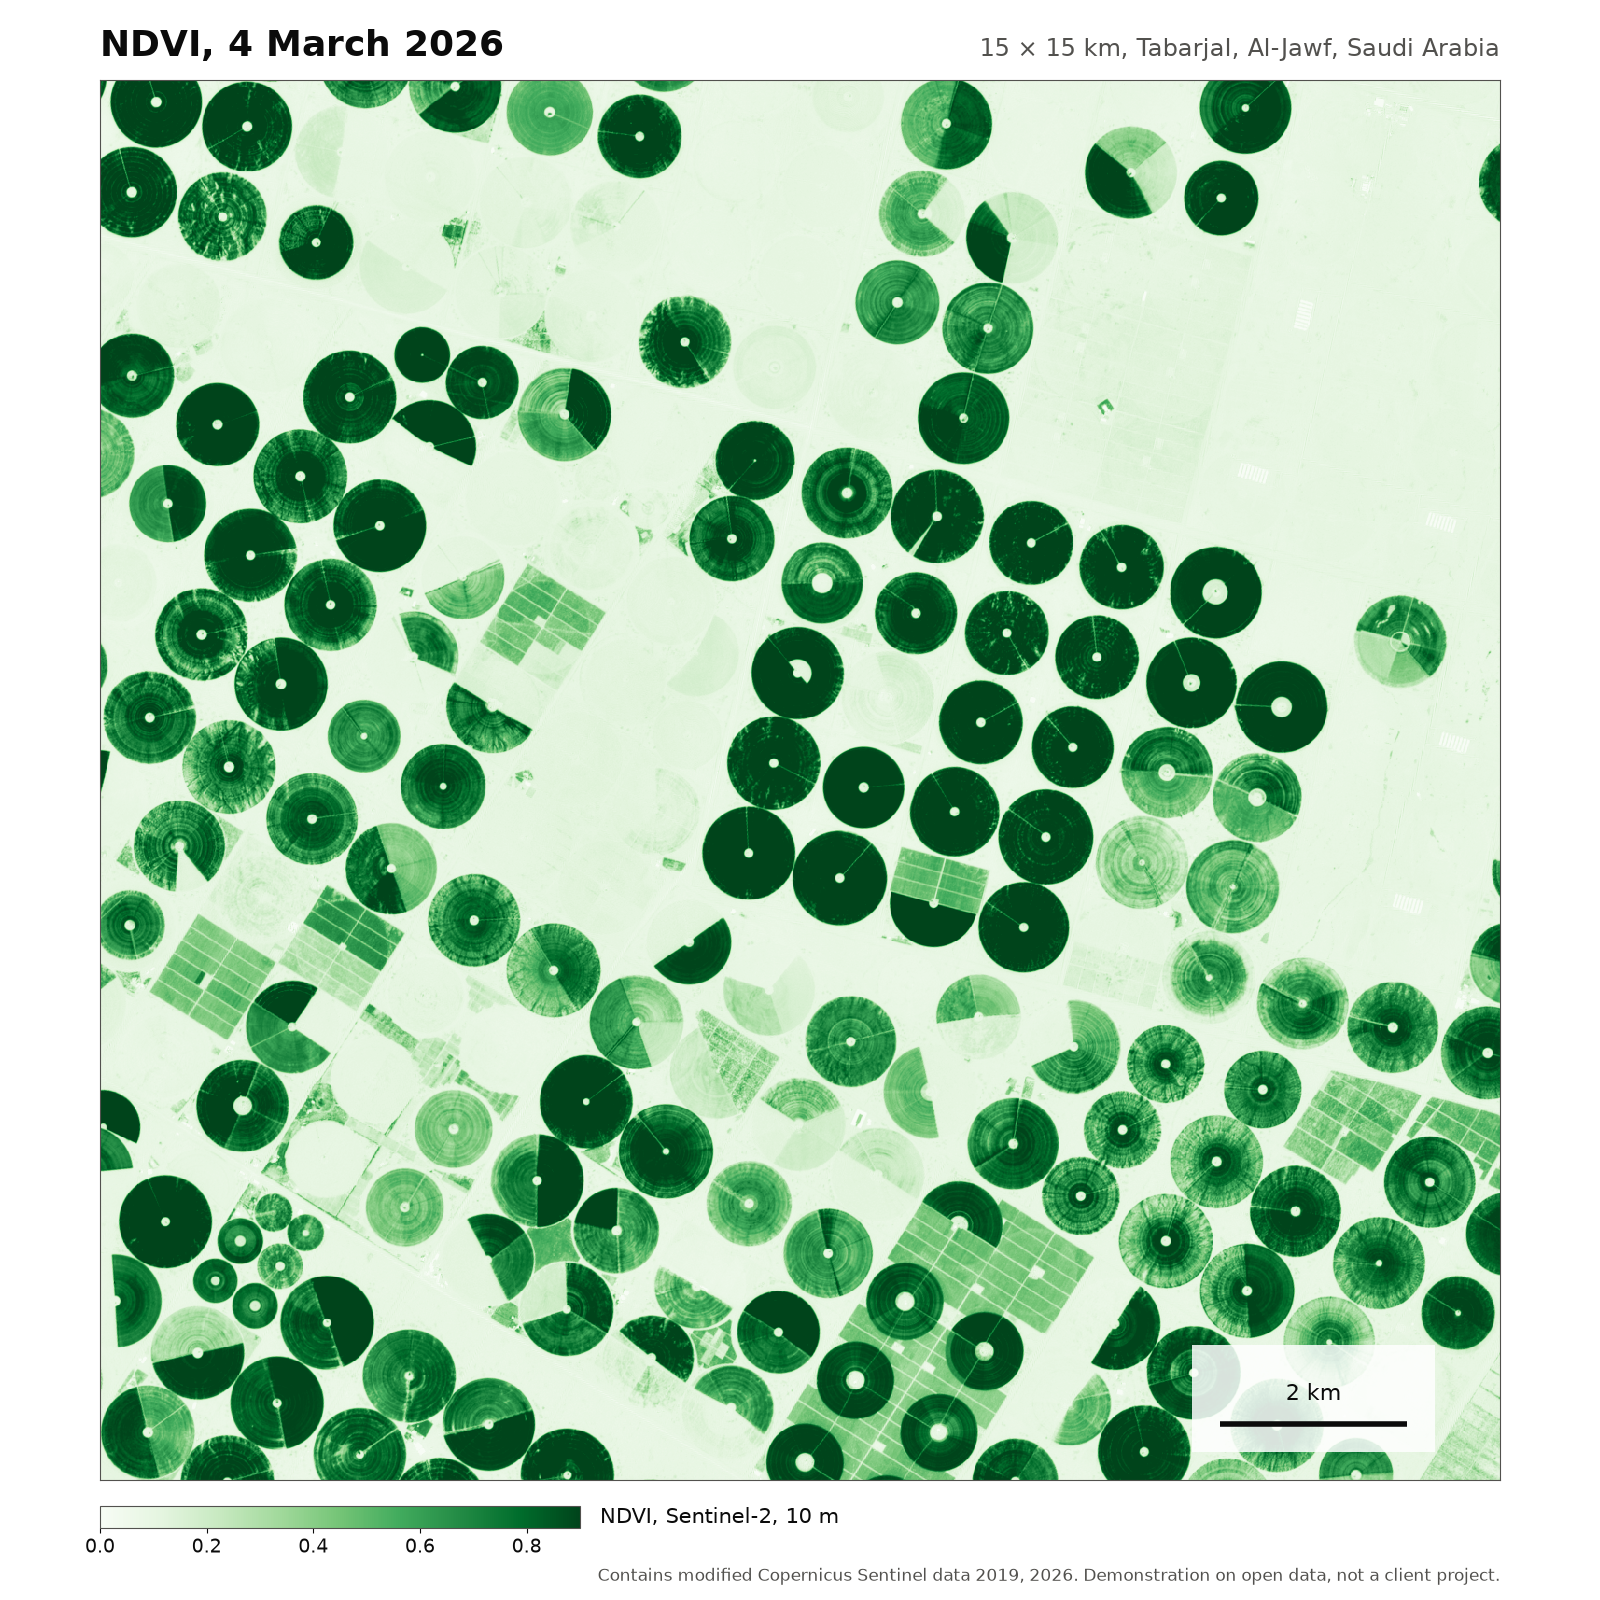 NDVI, 4 March 2026
15 × 15 km, Tabarjal, Al-Jawf, Saudi Arabia
2 km
NDVI, Sentinel-2, 10 m
0.0 0.2 0.4 0.6 0.8
Contains modified Copernicus Sentinel data 2019, 2026. Demonstration on open data, not a client project.